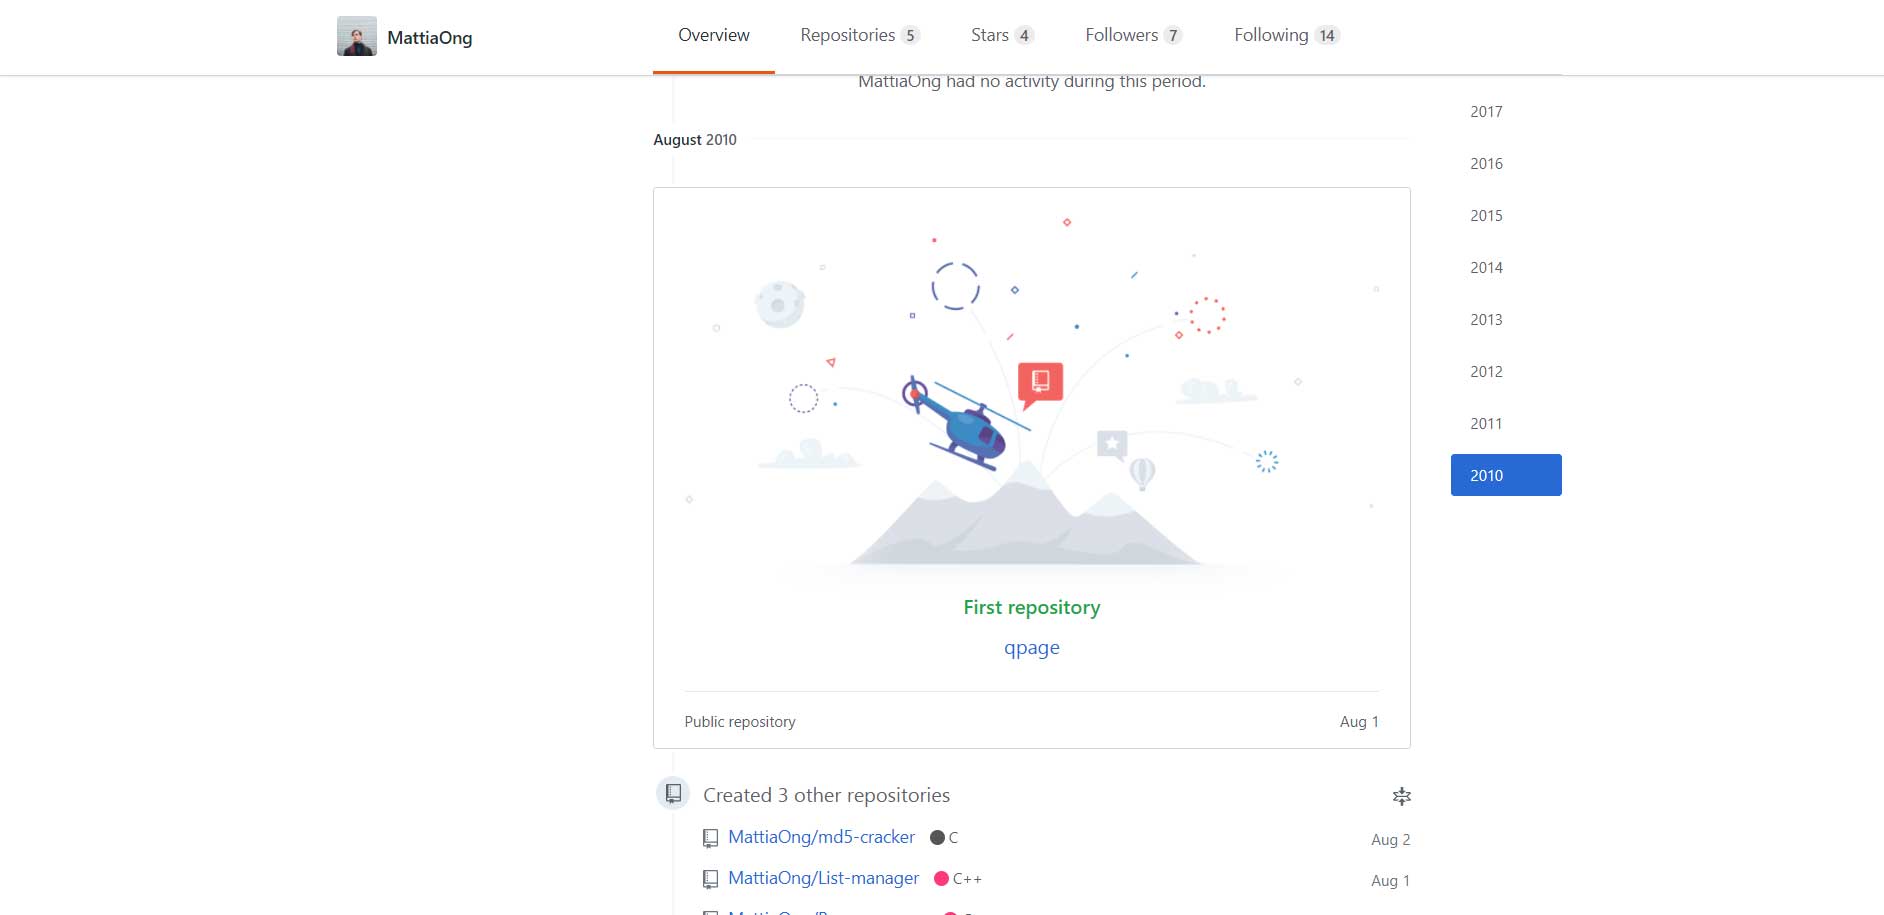 MattiaOng
Overview
Repositories 5
Stars 4
Followers 7
Following 14
MattiaOng had no activity during this period.
August 2010
2017
2016
2015
2014
2013
2012
2011
2010
First repository
qpage
Public repository
Aug 1
Created 3 other repositories
MattiaOng/md5-cracker C
Aug 2
MattiaOng/List-manager C++
Aug 1